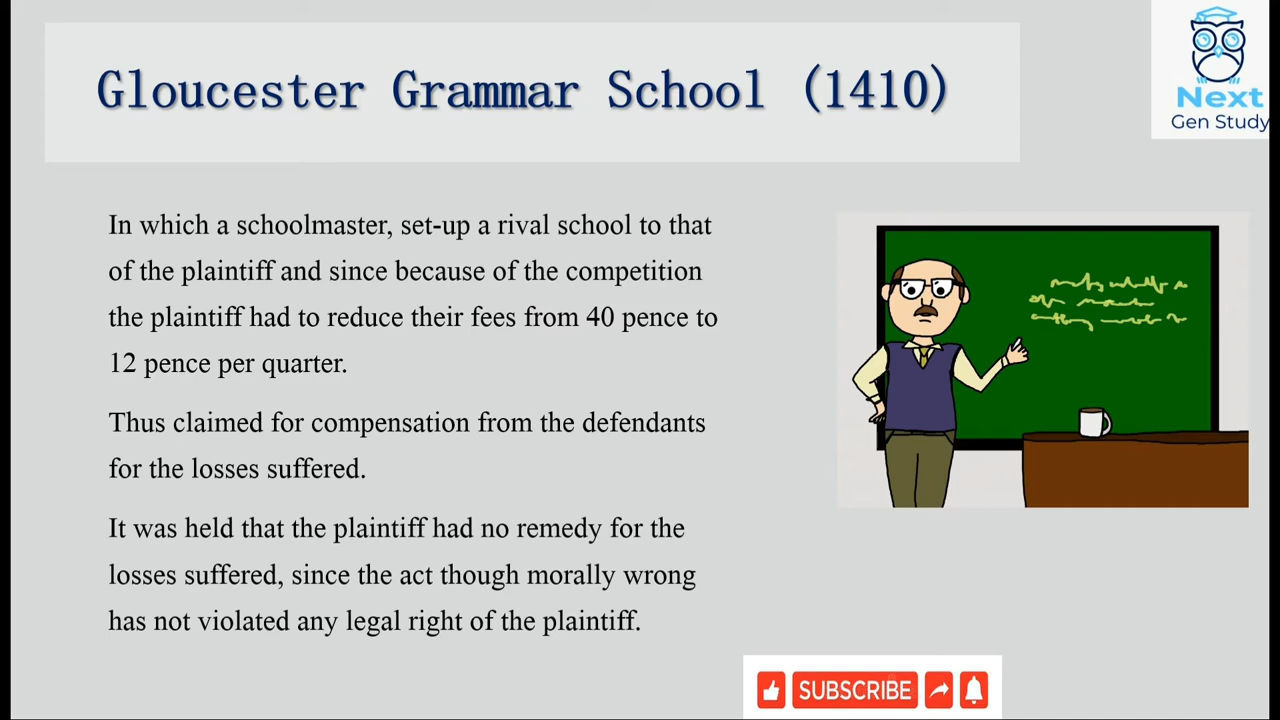 Gloucester Grammar School (1410)
Next
Gen Study
In which a schoolmaster, set-up a rival school to that
of the plaintiff and since because of the competition
the plaintiff had to reduce their fees from 40 pence to
12 pence per quarter.
Thus claimed for compensation from the defendants
for the losses suffered.
It was held that the plaintiff had no remedy for the
losses suffered, since the act though morally wrong
has not violated any legal right of the plaintiff.
SUBSCRIBE